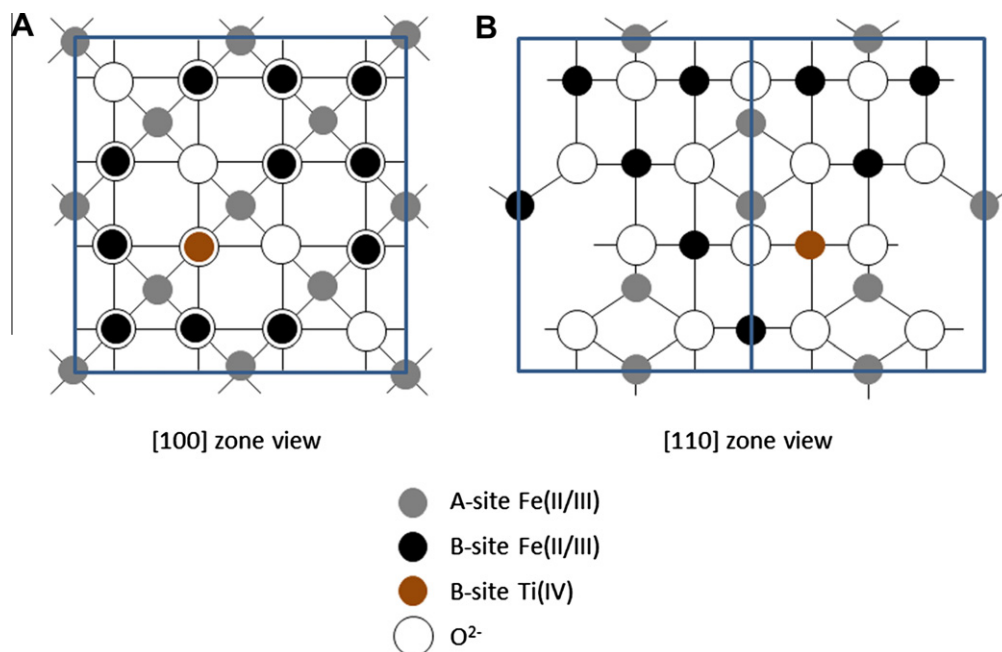 A
B
[100] zone view
[110] zone view
A-site Fe(II/III)
B-site Fe(II/III)
B-site Ti(IV)
O²⁻